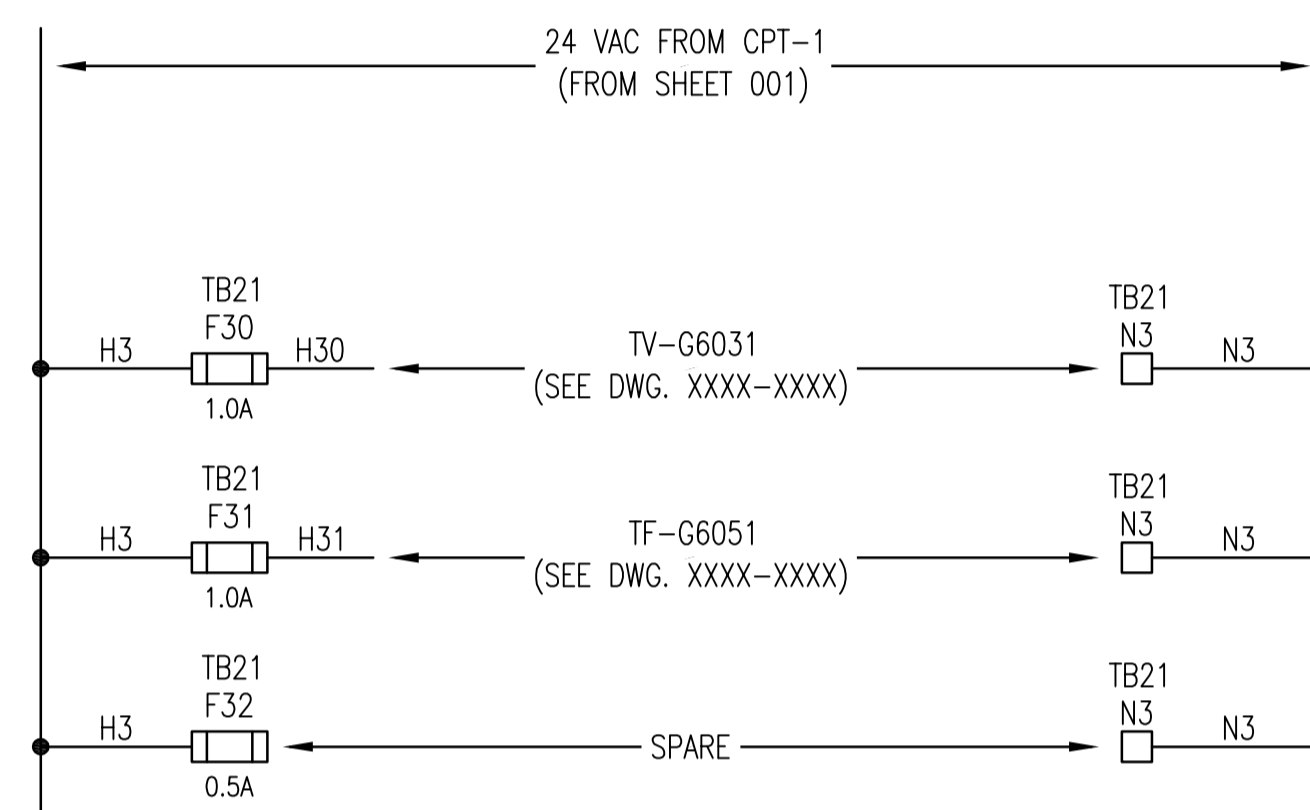 24 VAC FROM CPT-1
(FROM SHEET 001)
TB21
F30
H3
H30
1.0A
TV-G6031
(SEE DWG. XXXX-XXXX)
TB21
N3
N3
TB21
F31
H3
H31
1.0A
TF-G6051
(SEE DWG. XXXX-XXXX)
TB21
N3
N3
TB21
F32
H3
0.5A
SPARE
TB21
N3
N3